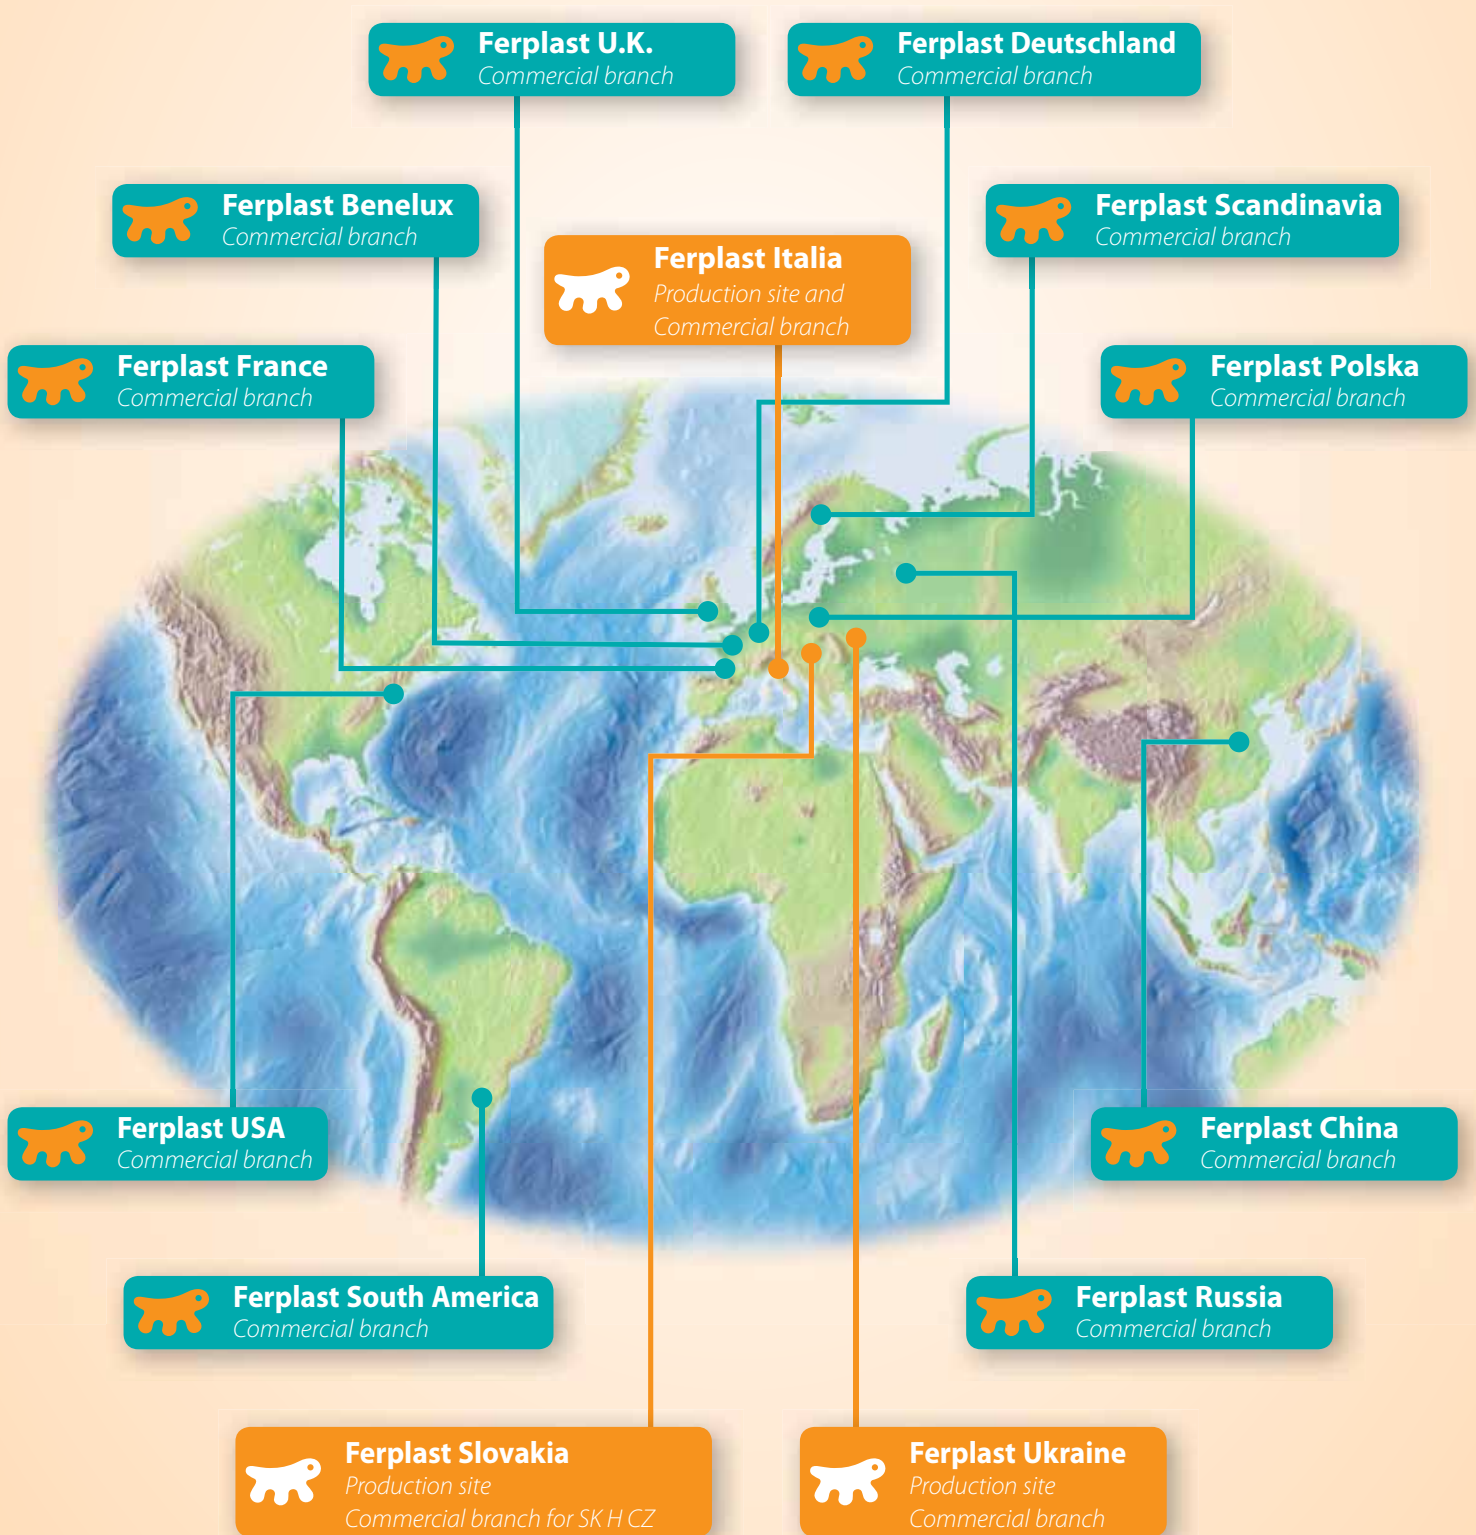 Ferplast U.K.
Commercial branch
Ferplast Deutschland
Commercial branch
Ferplast Benelux
Commercial branch
Ferplast Scandinavia
Commercial branch
Ferplast Italia
Production site and
Commercial branch
Ferplast France
Commercial branch
Ferplast Polska
Commercial branch
Ferplast USA
Commercial branch
Ferplast China
Commercial branch
Ferplast South America
Commercial branch
Ferplast Russia
Commercial branch
Ferplast Slovakia
Production site
Commercial branch for SK H CZ
Ferplast Ukraine
Production site
Commercial branch